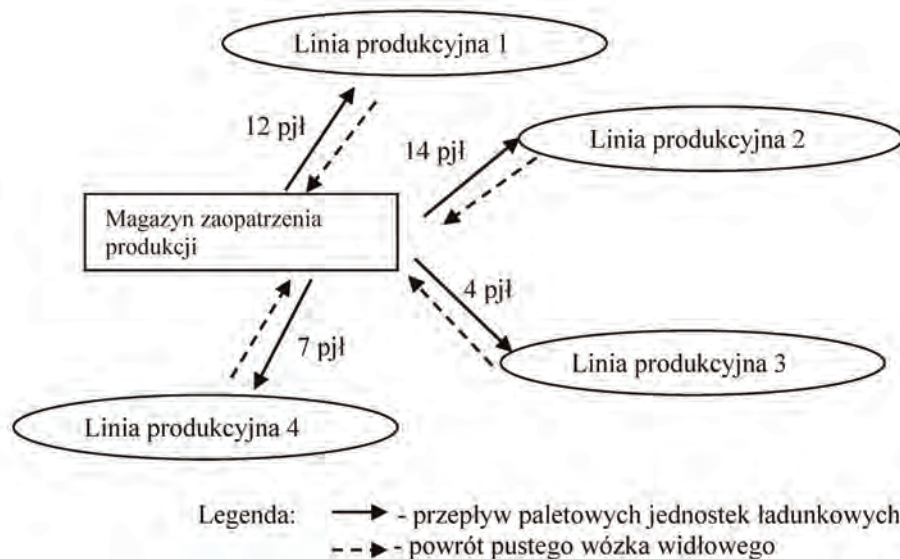 Linia produkcyjna 1
12 pjł
14 pjł
Linia produkcyjna 2
Magazyn zaopatrzenia
produkcji
4 pjł
7 pjł
Linia produkcyjna 3
Linia produkcyjna 4
Legenda:
- przepływ paletowych jednostek ładunkowych
- powrót pustego wózka widłowego